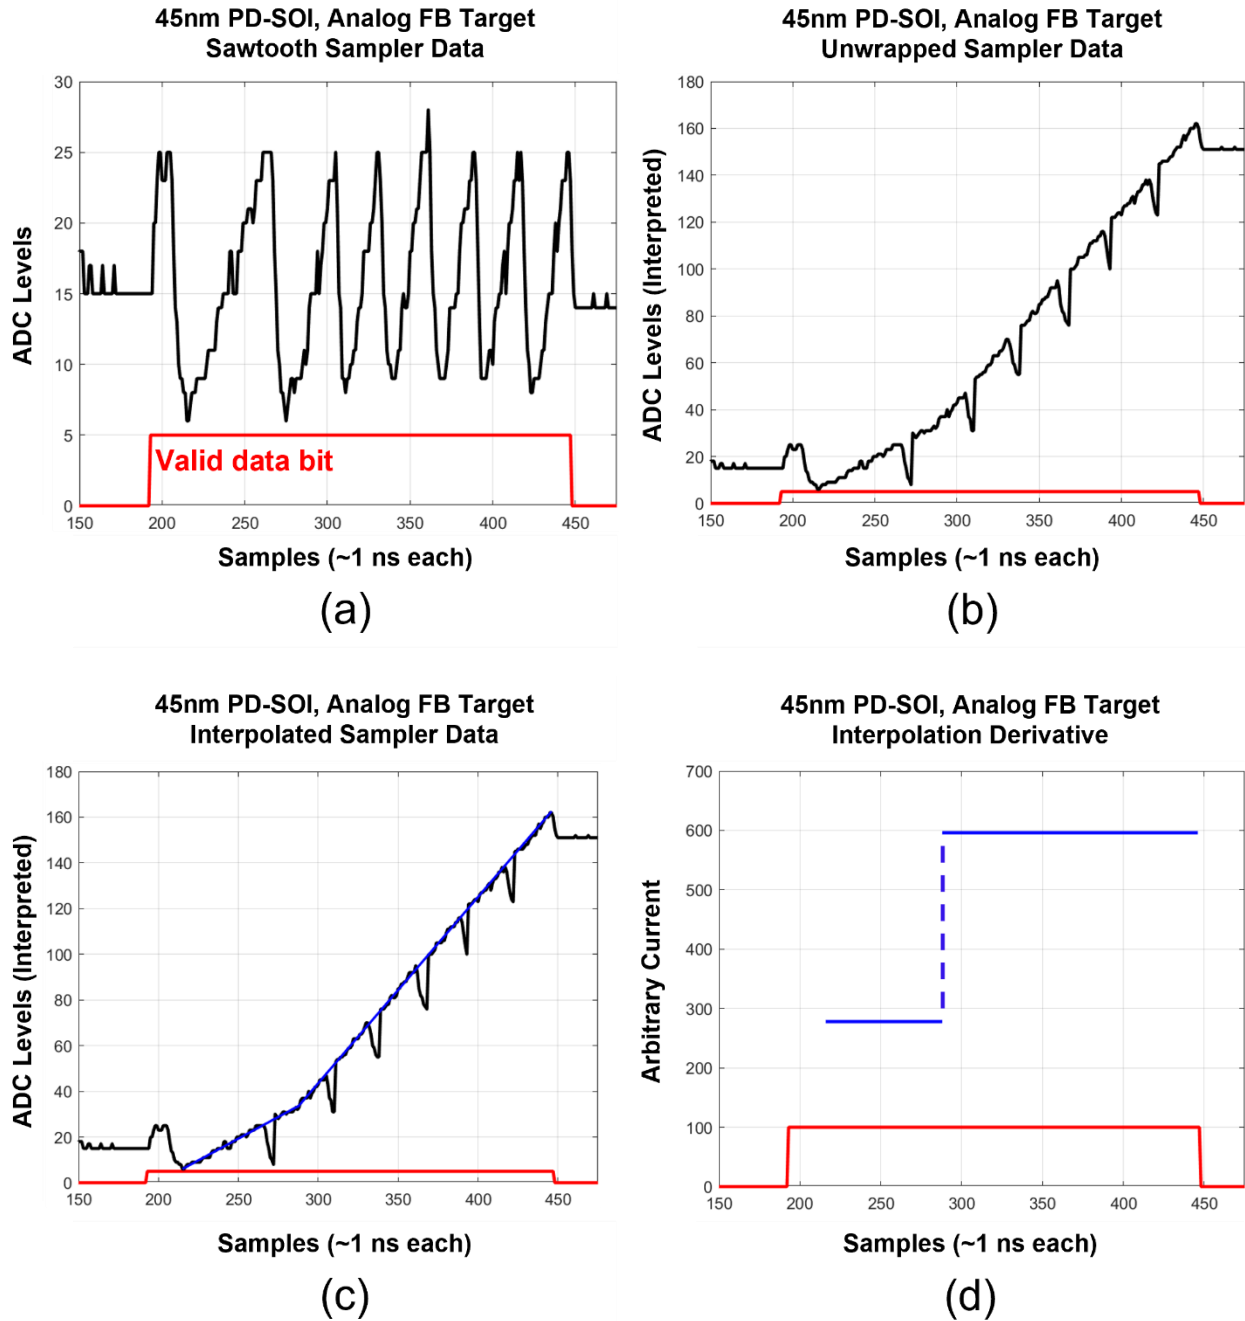 45nm PD-SOI, Analog FB Target
Sawtooth Sampler Data
30
25
20
15
10
5
0
ADC Levels
Valid data bit
150 200 250 300 350 400 450
Samples (~1 ns each)
(a)
45nm PD-SOI, Analog FB Target
Unwrapped Sampler Data
180
160
140
120
100
80
60
40
20
0
ADC Levels (Interpreted)
150 200 250 300 350 400 450
Samples (~1 ns each)
(b)
45nm PD-SOI, Analog FB Target
Interpolated Sampler Data
180
160
140
120
100
80
60
40
20
0
ADC Levels (Interpreted)
150 200 250 300 350 400 450
Samples (~1 ns each)
(c)
45nm PD-SOI, Analog FB Target
Interpolation Derivative
700
600
500
400
300
200
100
0
Arbitrary Current
150 200 250 300 350 400 450
Samples (~1 ns each)
(d)